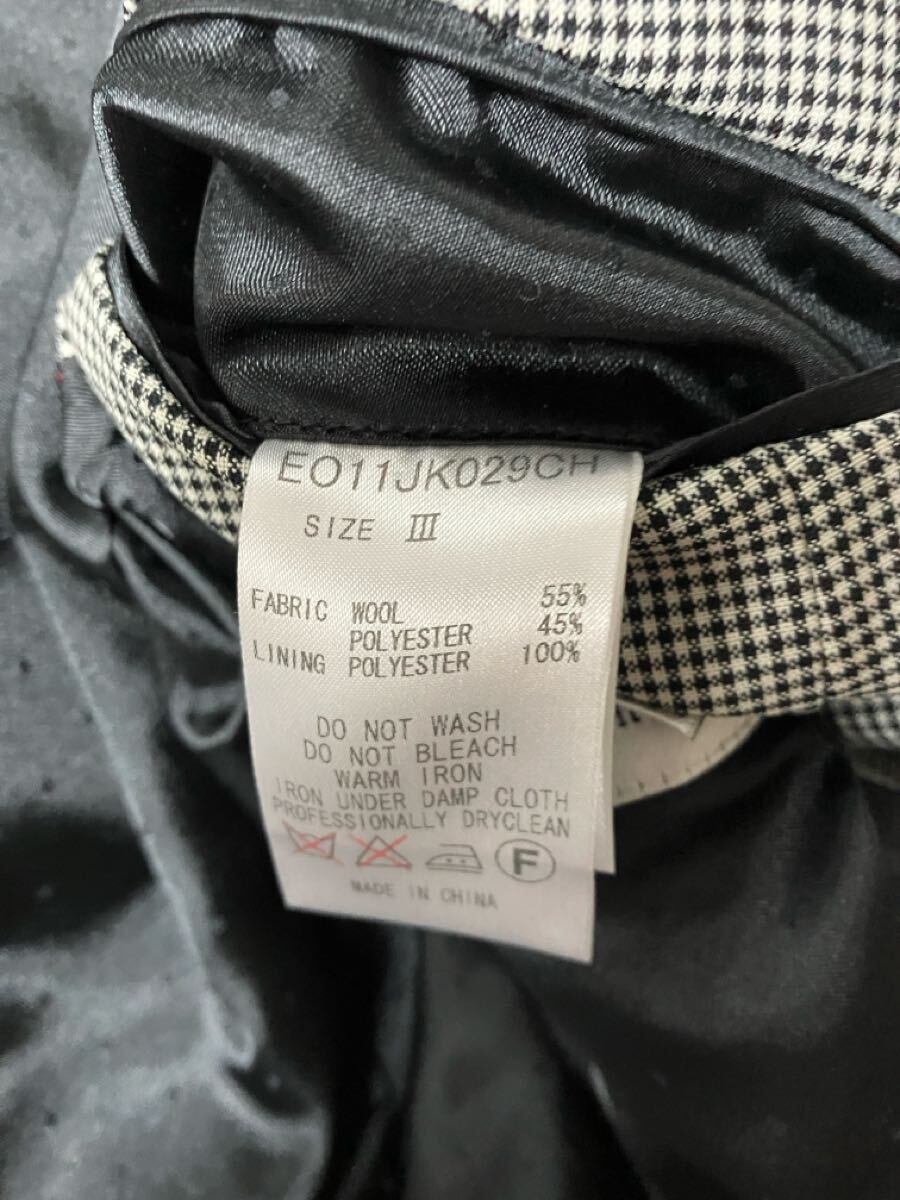 EO11JK029CH
SIZE III
FABRIC WOOL 55%
POLYESTER 45%
LINING POLYESTER 100%
DO NOT WASH
DO NOT BLEACH
WARM IRON
IRON UNDER DAMP CLOTH
PROFESSIONALLY DRYCLEAN
F
MADE IN CHINA